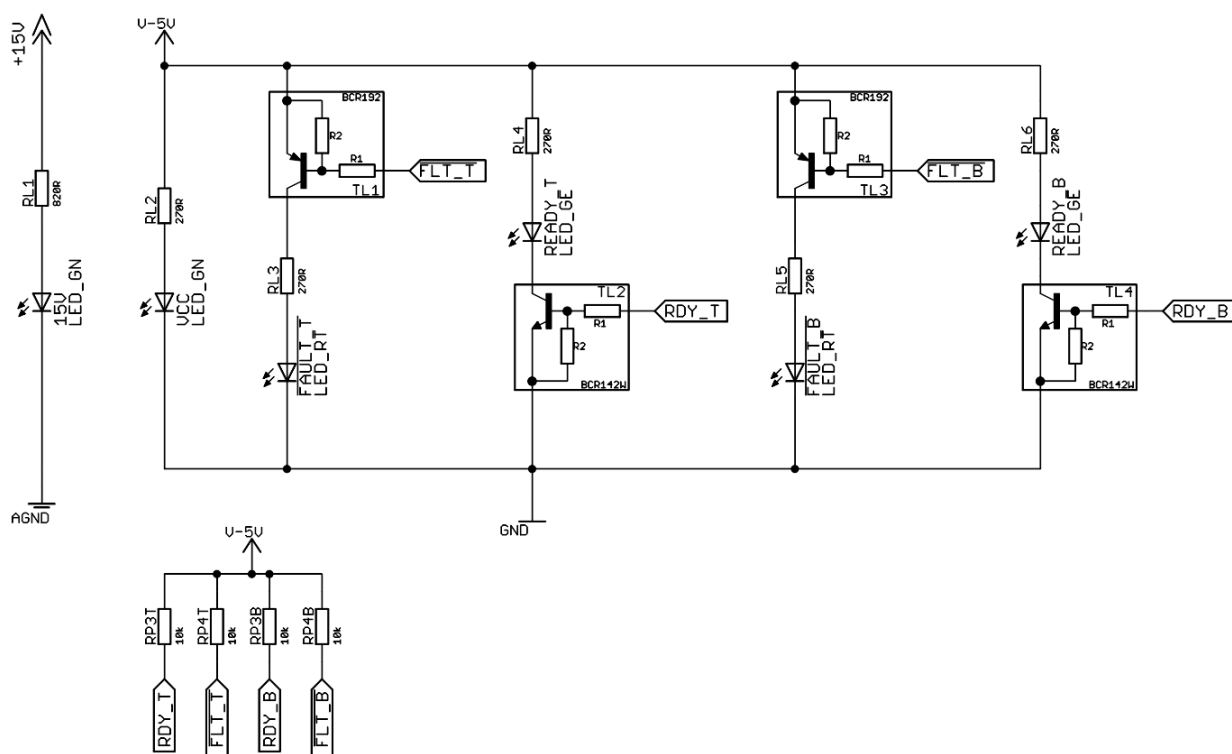 +15V
RL1
820R
15V
LED_GN
AGND
V-5V
RL2
270R
VCC
LED_GN
BCR192
R2
R1
TL1
FLT_T
RL3
270R
FAULT_T
LED_RT
RL4
270R
READY_T
LED_GE
TL2
R1
R2
BCR142W
RDY_T
GND
BCR192
R2
R1
TL3
FLT_B
RL5
270R
FAULT_B
LED_RT
RL6
270R
READY_B
LED_GE
TL4
R1
R2
BCR142W
RDY_B
V-5V
RP3T
10k
RP4T
10k
RP3B
10k
RP4B
10k
RDY_T
FLT_T
RDY_B
FLT_B